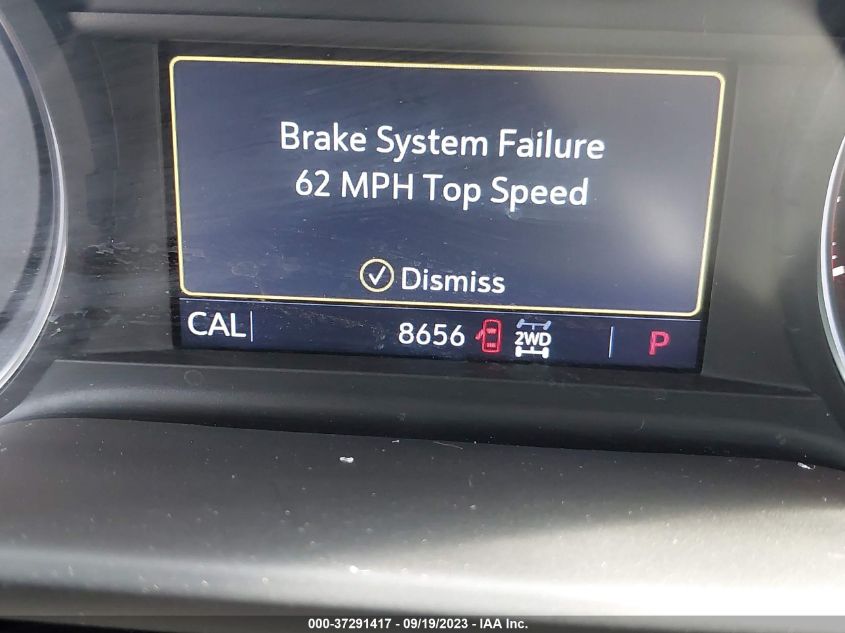 Brake System Failure
62 MPH Top Speed
Dismiss
CAL 8656 2WD P
000-37291417 - 09/19/2023 - IAA Inc.